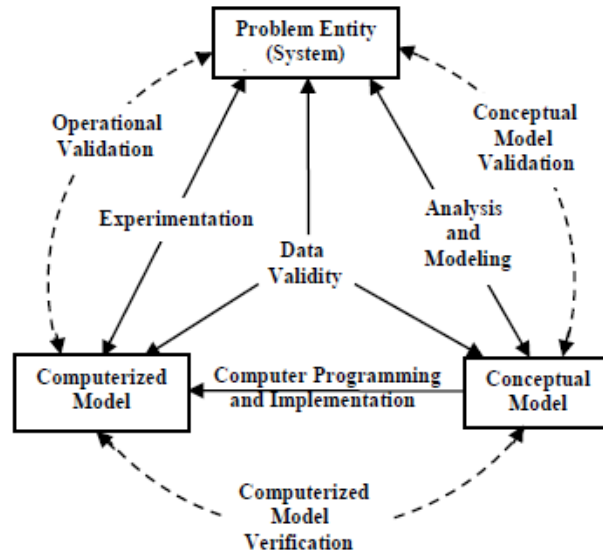 Problem Entity
(System)
Operational
Validation
Conceptual
Model
Validation
Experimentation
Analysis
and
Modeling
Data
Validity
Computerized
Model
Computer Programming
and Implementation
Conceptual
Model
Computerized
Model
Verification